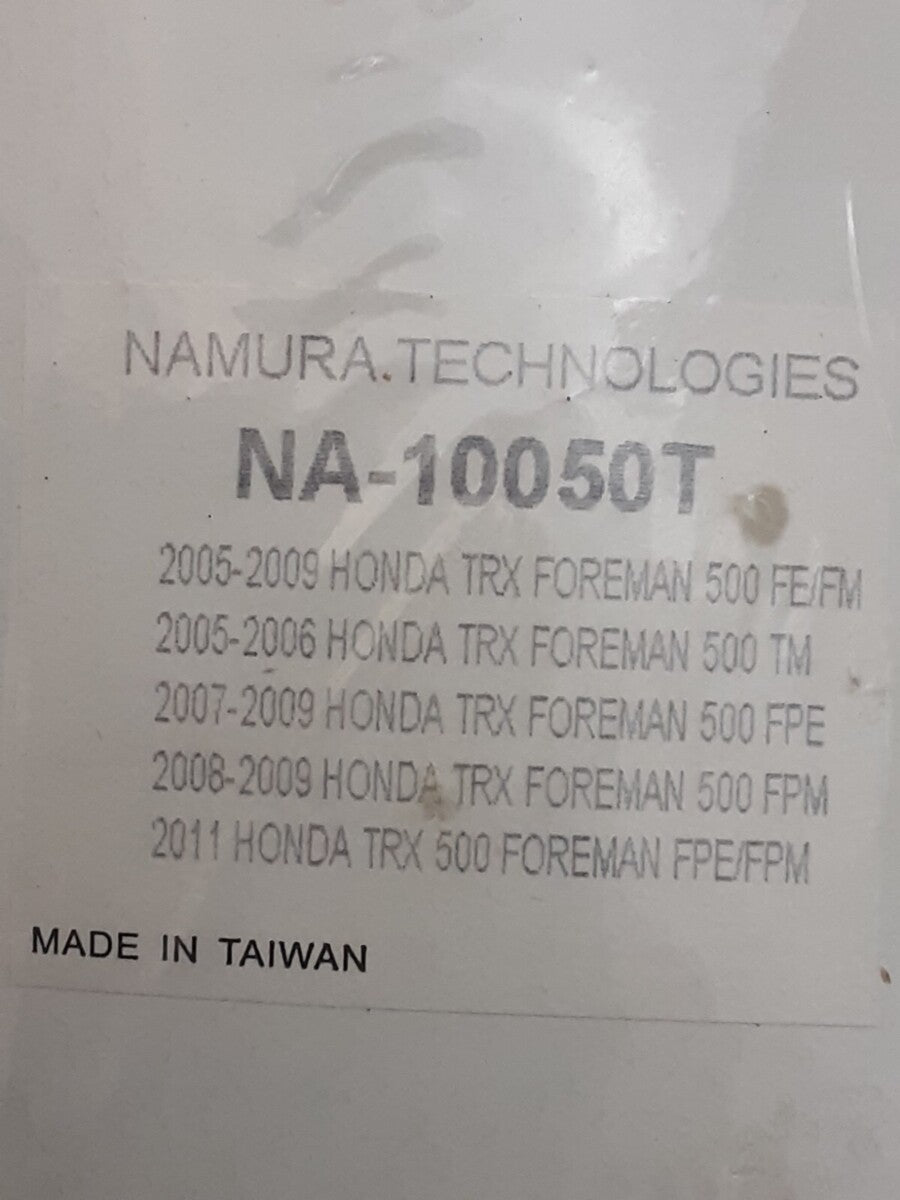 NAMURA.TECHNOLOGIES
NA-10050T
2005-2009 HONDA TRX FOREMAN 500 FE/FM
2005-2006 HONDA TRX FOREMAN 500 TM
2007-2009 HONDA TRX FOREMAN 500 FPE
2008-2009 HONDA TRX FOREMAN 500 FPM
2011 HONDA TRX 500 FOREMAN FPE/FPM
MADE IN TAIWAN